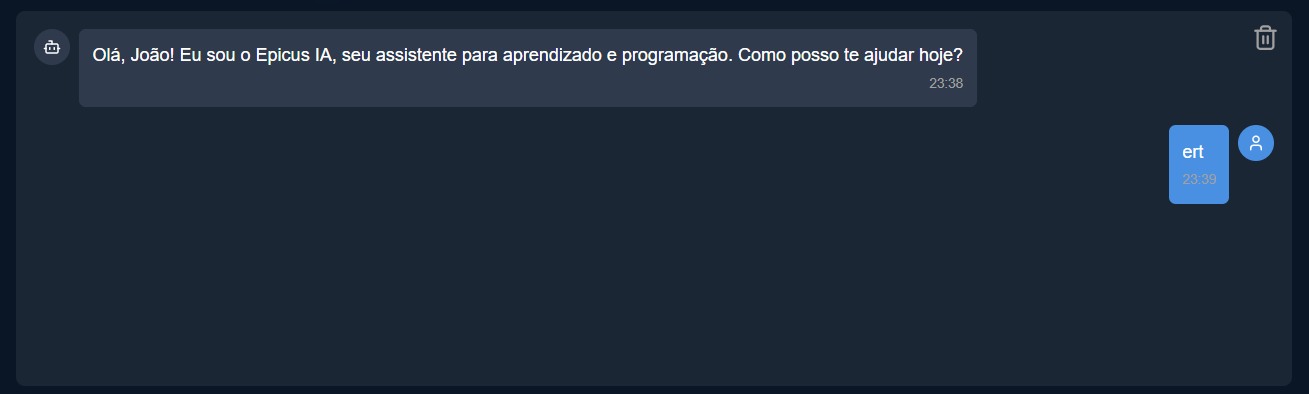 Olá, João! Eu sou o Epicus IA, seu assistente para aprendizado e programação. Como posso te ajudar hoje?
23:38
ert
23:39